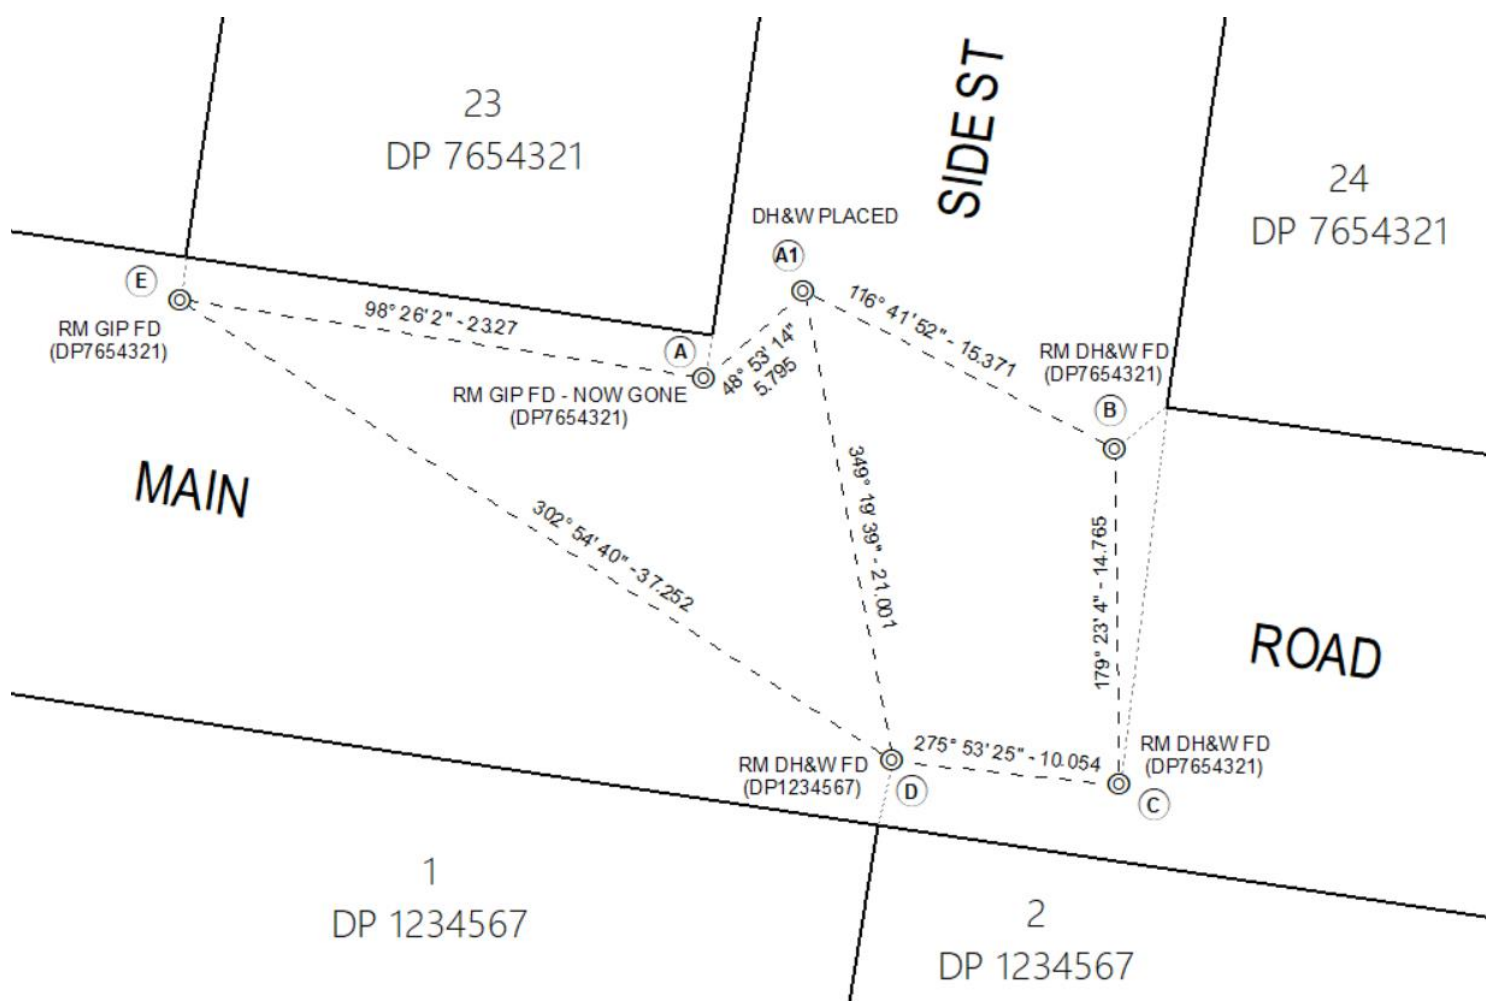 23
DP 7654321
SIDE ST
24
DP 7654321
DH&W PLACED
A1
E
98° 26'2" - 23.27
116° 41'52" - 15.371
RM GIP FD
(DP7654321)
A
48° 53' 14"
5.795
RM DH&W FD
(DP7654321)
RM GIP FD - NOW GONE
(DP7654321)
B
MAIN
349° 19'39" - 21.001
302° 54'40" - 37.252
179° 23' 4" - 14.765
ROAD
275° 53'25" - 10.054
RM DH&W FD
(DP7654321)
RM DH&W FD
(DP1234567)
D
C
1
DP 1234567
2
DP 1234567